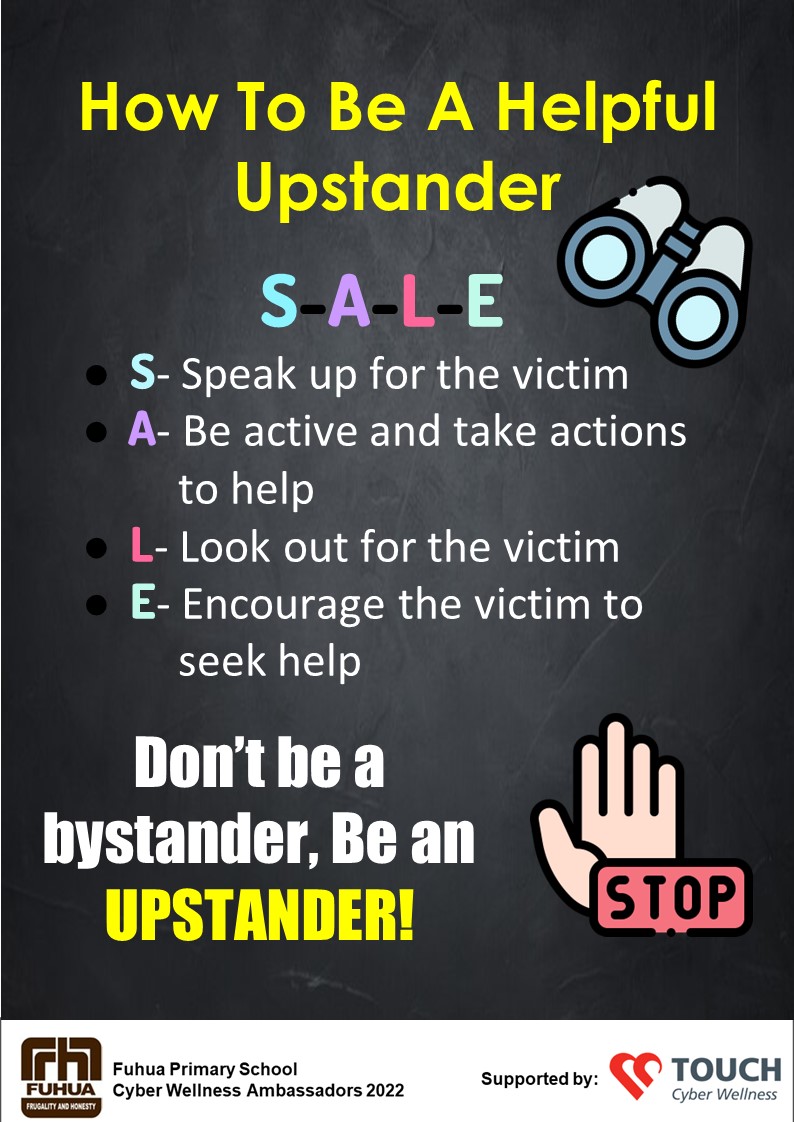 How To Be A Helpful
Upstander
S-A-L-E
S- Speak up for the victim
A- Be active and take actions
to help
L- Look out for the victim
E- Encourage the victim to
seek help
Don't be a
bystander, Be an
UPSTANDER!
STOP
FUHUA
FRUGALITY AND HONESTY
Fuhua Primary School
Cyber Wellness Ambassadors 2022
Supported by:
TOUCH
Cyber Wellness